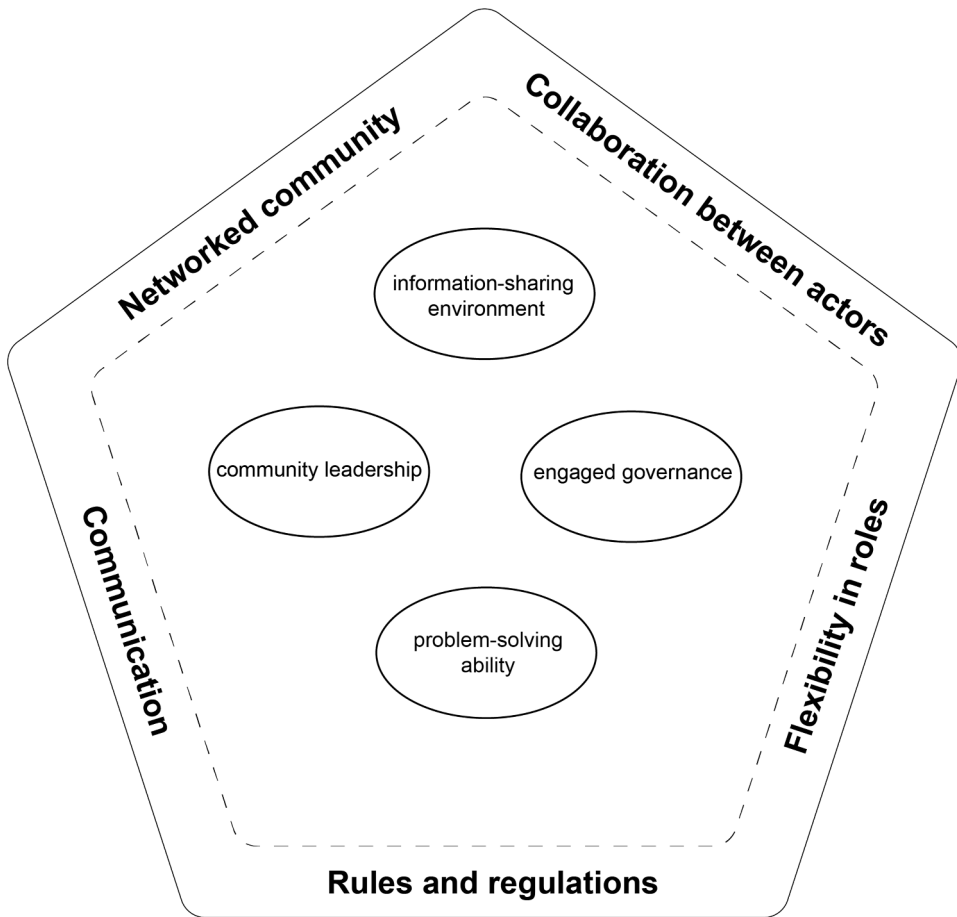 Networked community
Collaboration between actors
information-sharing
environment
community leadership
engaged governance
Communication
Flexibility in roles
problem-solving
ability
Rules and regulations